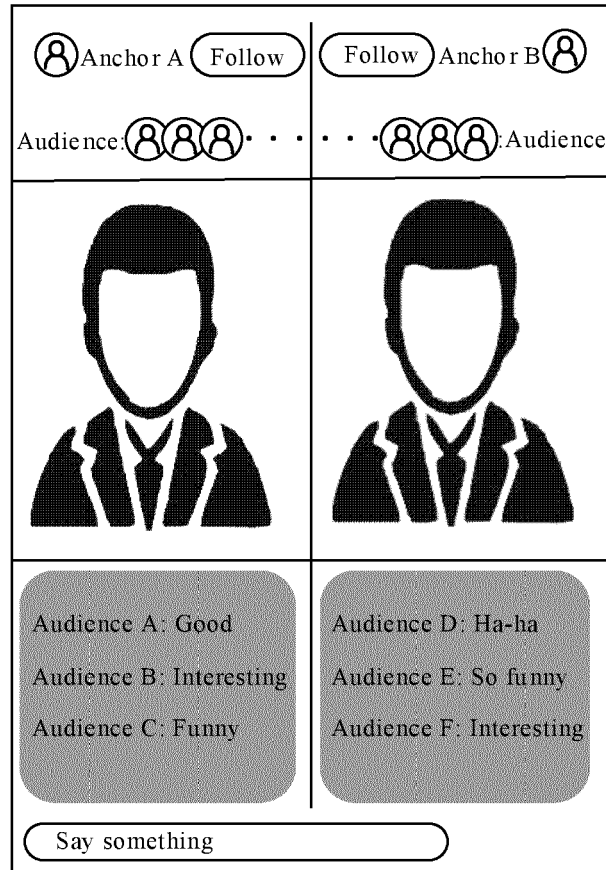 Anchor A Follow Follow Anchor B
Audience: :Audience
Audience A: Good
Audience B: Interesting
Audience C: Funny
Audience D: Ha-ha
Audience E: So funny
Audience F: Interesting
Say something